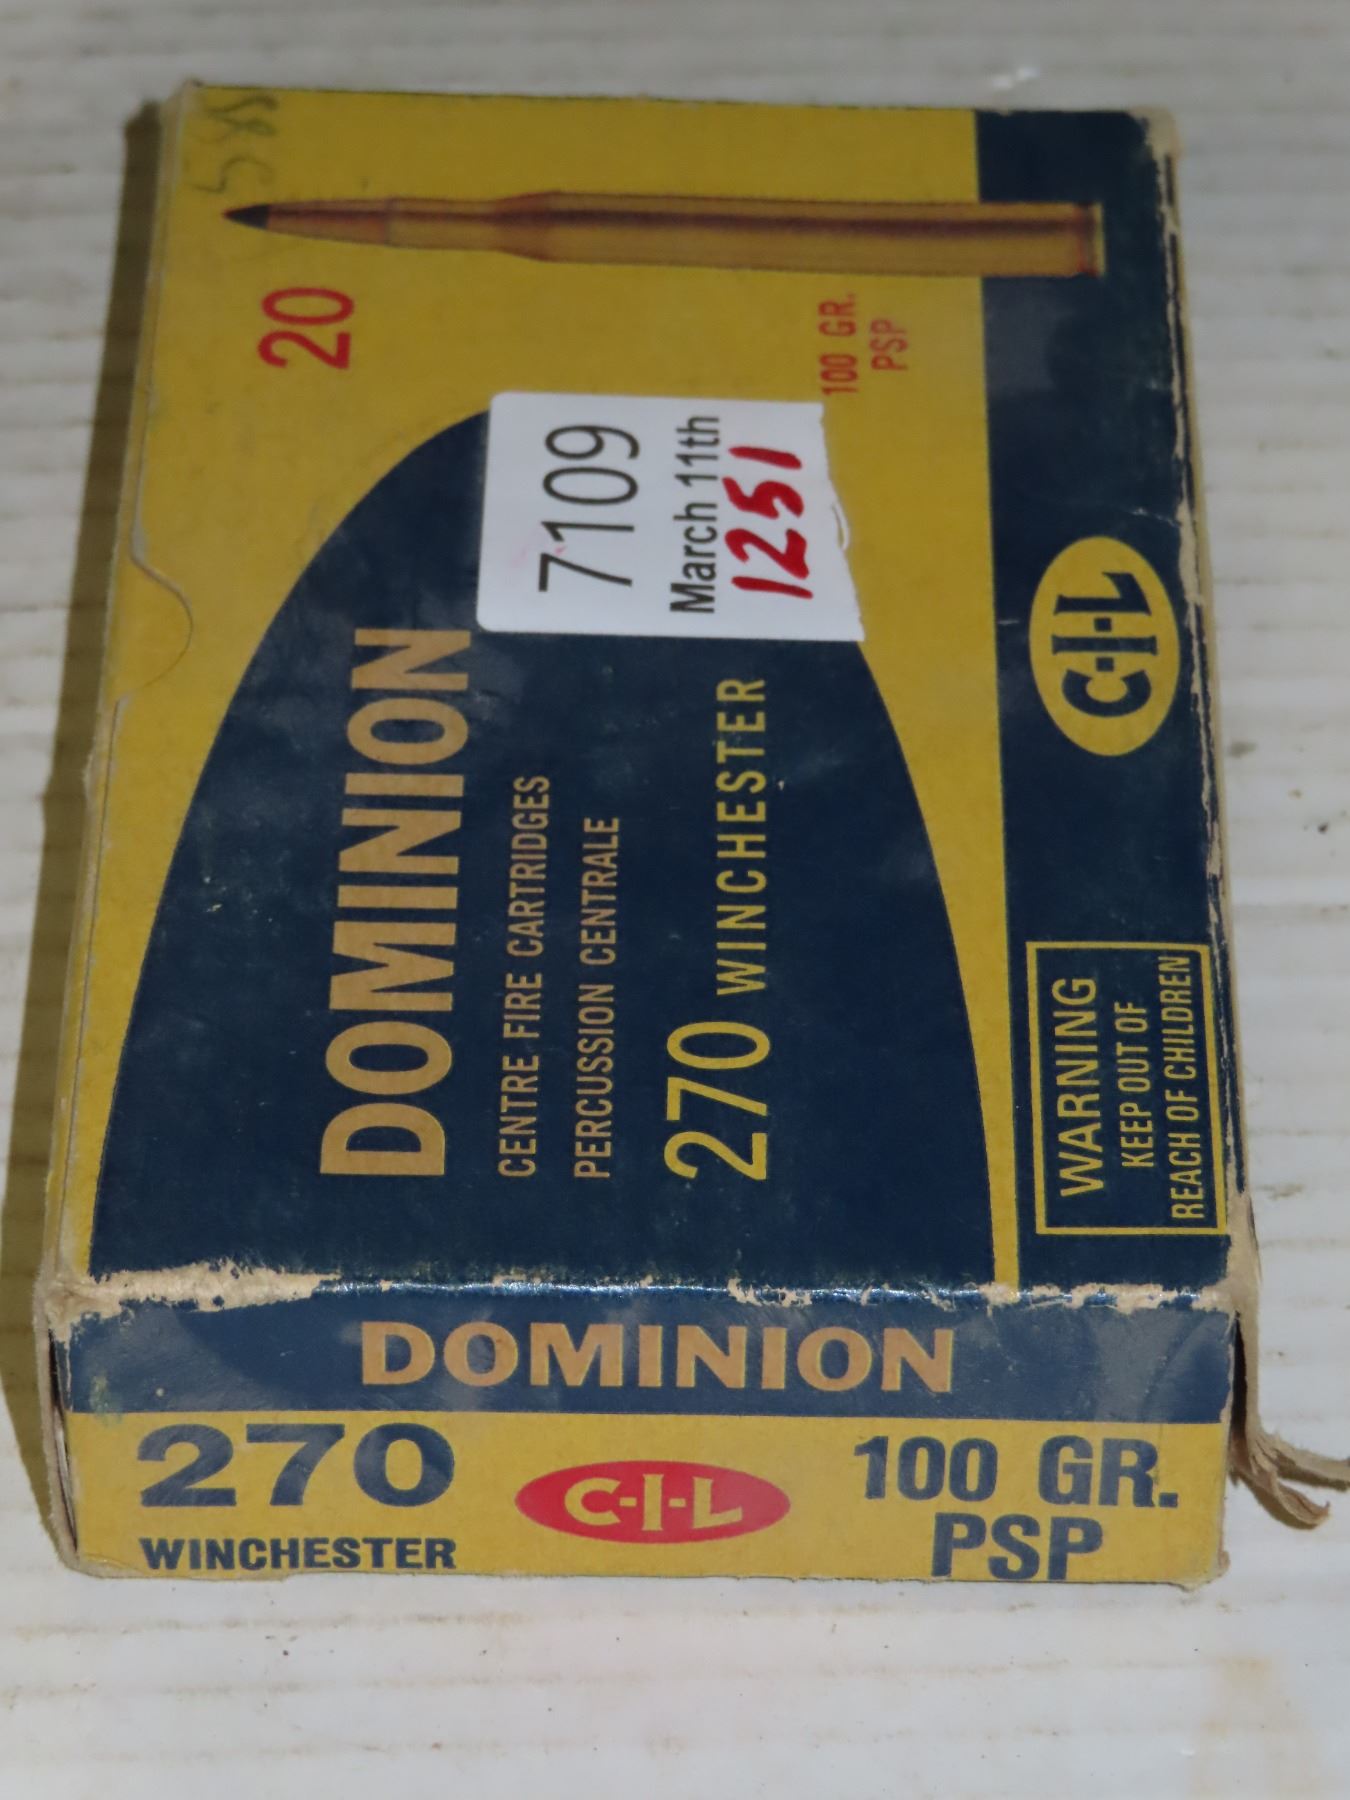 588
20
100 GR.
PSP
7109
March 11th
1251
DOMINION
CENTRE FIRE CARTRIDGES
PERCUSSION CENTRALE
270 WINCHESTER
C-I-L
WARNING
KEEP OUT OF
REACH OF CHILDREN
DOMINION
270
WINCHESTER
C-I-L
100 GR.
PSP